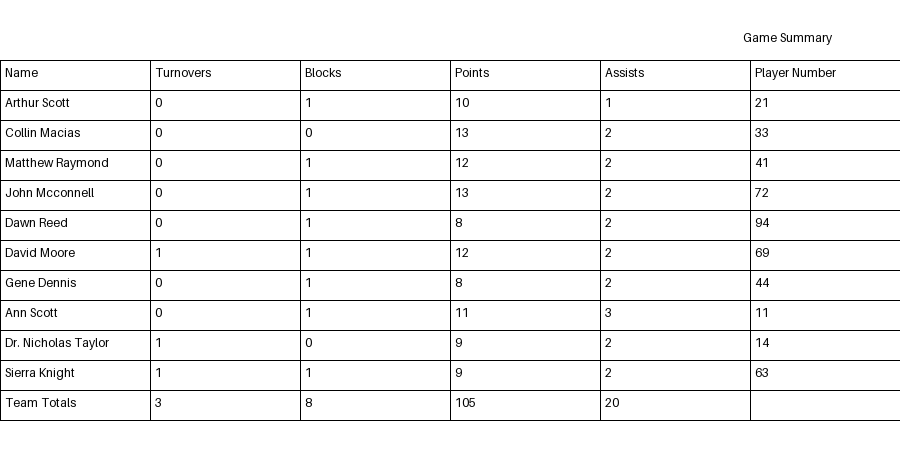 Game Summary
Name Turnovers Blocks Points Assists Player Number
Arthur Scott 0 1 10 1 21
Collin Macias 0 0 13 2 33
Matthew Raymond 0 1 12 2 41
John Mcconnell 0 1 13 2 72
Dawn Reed 0 1 8 2 94
David Moore 1 1 12 2 69
Gene Dennis 0 1 8 2 44
Ann Scott 0 1 11 3 11
Dr. Nicholas Taylor 1 0 9 2 14
Sierra Knight 1 1 9 2 63
Team Totals 3 8 105 20